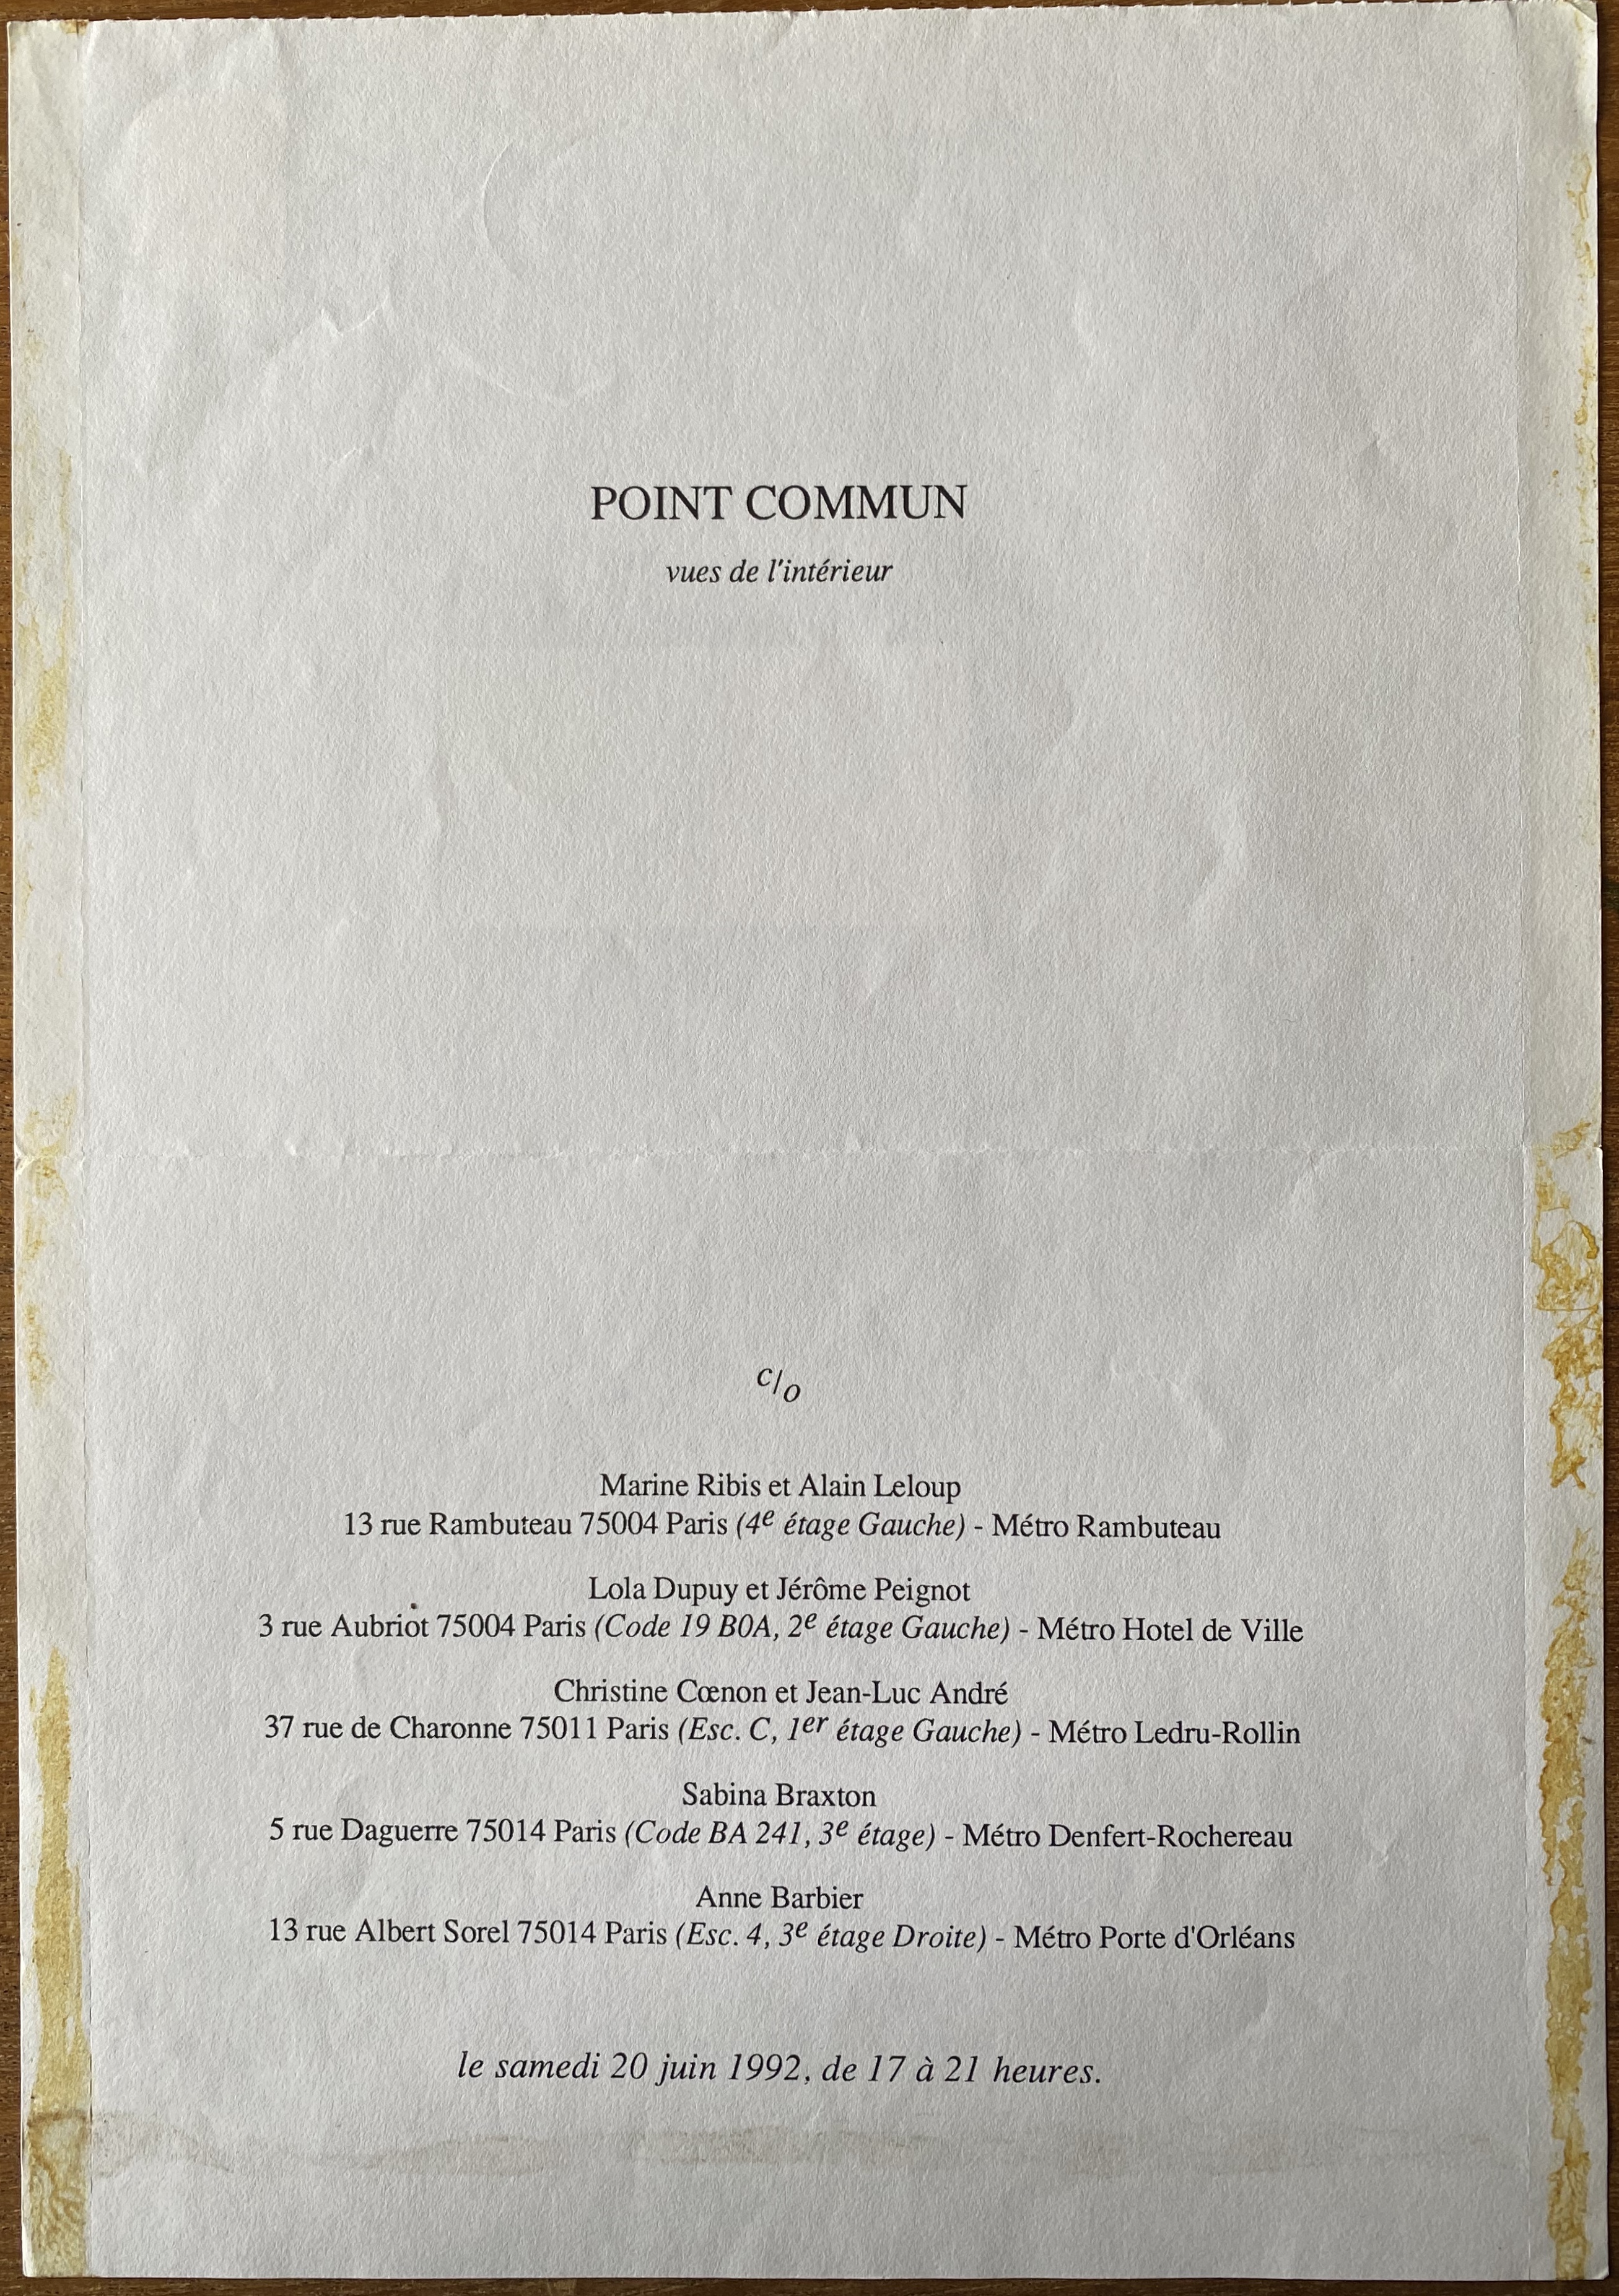 POINT COMMUN
vues de l'intérieur
c/o
Marine Ribis et Alain Leloup
13 rue Rambuteau 75004 Paris (4e étage Gauche) - Métro Rambuteau
Lola Dupuy et Jérôme Peignot
3 rue Aubriot 75004 Paris (Code 19 B0A, 2e étage Gauche) - Métro Hotel de Ville
Christine Cœnon et Jean-Luc André
37 rue de Charonne 75011 Paris (Esc. C, 1er étage Gauche) - Métro Ledru-Rollin
Sabina Braxton
5 rue Daguerre 75014 Paris (Code BA 241, 3e étage) - Métro Denfert-Rochereau
Anne Barbier
13 rue Albert Sorel 75014 Paris (Esc. 4, 3e étage Droite) - Métro Porte d'Orléans
le samedi 20 juin 1992, de 17 à 21 heures.